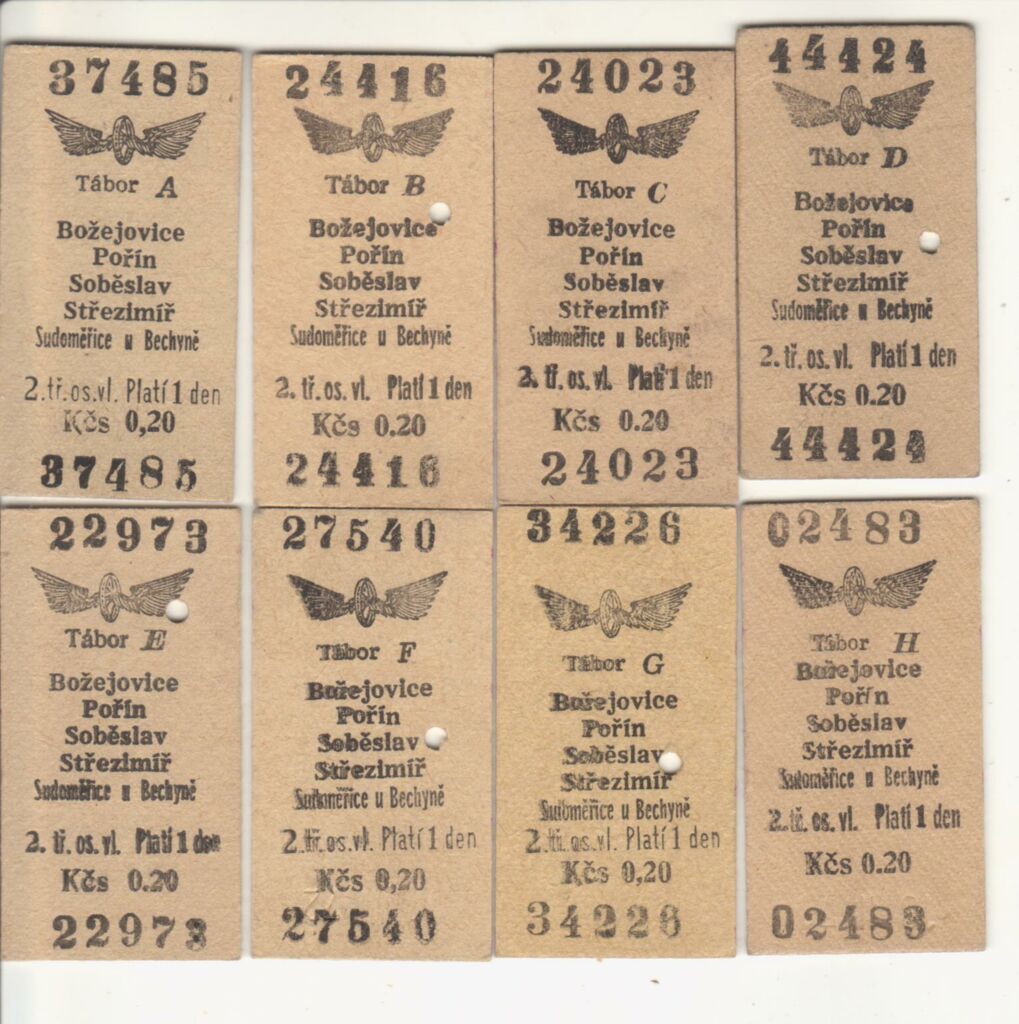 37485
Tábor A
Božejovice
Pořín
Soběslav
Střezimíř
Sudoměřice u Bechyně
2. tř. os. vl. Platí 1 den
Kčs 0,20
37485
24416
Tábor B
Božejovice
Pořín
Soběslav
Střezimíř
Sudoměřice u Bechyně
2. tř. os. vl. Platí 1 den
Kčs 0.20
24416
24023
Tábor C
Božejovice
Pořín
Soběslav
Střezimíř
Sudoměřice u Bechyně
2. tř. os. vl. Platí 1 den
Kčs 0.20
24023
44424
Tábor D
Božejovice
Pořín
Soběslav
Střezimíř
Sudoměřice u Bechyně
2. tř. os. vl. Platí 1 den
Kčs 0.20
44424
22973
Tábor E
Božejovice
Pořín
Soběslav
Střezimíř
Sudoměřice u Bechyně
2. tř. os. vl. Platí 1 den
Kčs 0.20
22973
27540
Tábor F
Božejovice
Pořín
Soběslav
Střezimíř
Sudoměřice u Bechyně
2. tř. os. vl. Platí 1 den
Kčs 0,20
27540
34226
Tábor G
Božejovice
Pořín
Soběslav
Střezimíř
Sudoměřice u Bechyně
2. tř. os. vl. Platí 1 den
Kčs 0,20
34226
02483
Tábor H
Božejovice
Pořín
Soběslav
Střezimíř
Sudoměřice u Bechyně
2. tř. os. vl. Platí 1 den
Kčs 0.20
02483